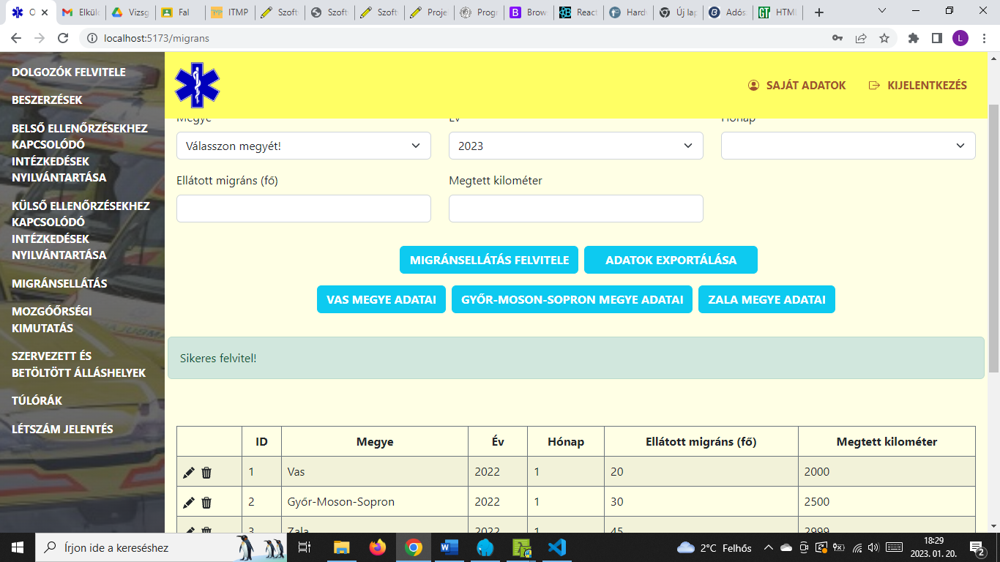 O
Elkül
Vizsg
Fal
ITMP
Szoft
Szoft
Szoft
Proje
Progr
Brow
React
Hard
Új lap
Adós
HTM
localhost:5173/migrans
L
DOLGOZÓK FELVITELE
BESZERZÉSEK
BELSŐ ELLENŐRZÉSEKHEZ
KAPCSOLÓDÓ
INTÉZKEDÉSEK
NYILVÁNTARTÁSA
KÜLSŐ ELLENŐRZÉSEKHEZ
KAPCSOLÓDÓ
INTÉZKEDÉSEK
NYILVÁNTARTÁSA
MIGRÁNSELLÁTÁS
MOZGÓŐRSÉGI
KIMUTATÁS
SZERVEZETT ÉS
BETÖLTÖTT ÁLLÁSHELYEK
TÚLÓRÁK
LÉTSZÁM JELENTÉS
SAJÁT ADATOK
KIJELENTKEZÉS
Megye Év Hónap
Válasszon megyét! 2023
Ellátott migráns (fő) Megtett kilométer
MIGRÁNSELLÁTÁS FELVITELE ADATOK EXPORTÁLÁSA
VAS MEGYE ADATAI GYŐR-MOSON-SOPRON MEGYE ADATAI ZALA MEGYE ADATAI
Sikeres felvitel!
ID Megye Év Hónap Ellátott migráns (fő) Megtett kilométer
1 Vas 2022 1 20 2000
2 Győr-Moson-Sopron 2022 1 30 2500
3 Zala 2022 1 45 2999
Írjon ide a kereséshez
2°C Felhős
18:29
2023. 01. 20.
2